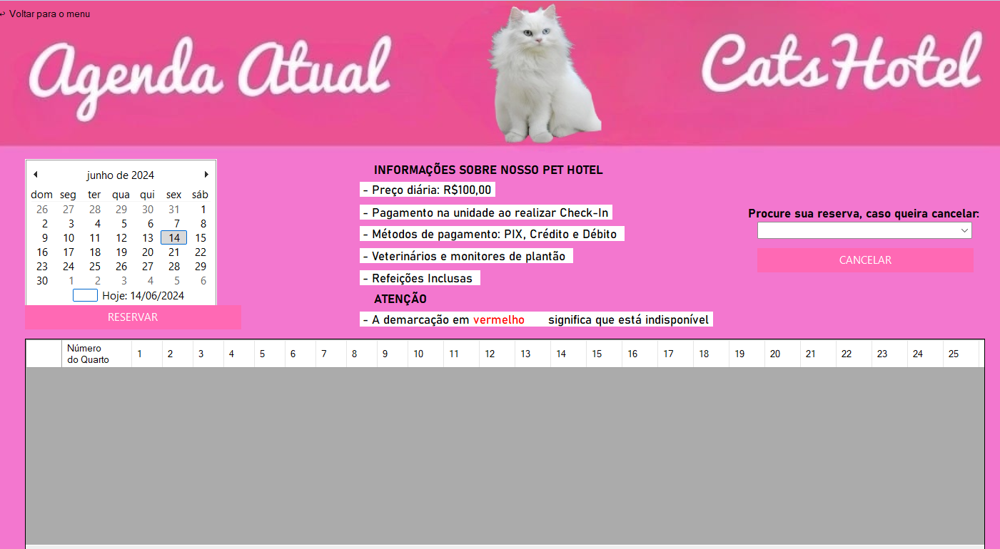 ↩ Voltar para o menu
Agenda Atual
Cats Hotel
junho de 2024
dom seg ter qua qui sex sáb
26 27 28 29 30 31 1
2 3 4 5 6 7 8
9 10 11 12 13 14 15
16 17 18 19 20 21 22
23 24 25 26 27 28 29
30 1 2 3 4 5 6
Hoje: 14/06/2024
RESERVAR
INFORMAÇÕES SOBRE NOSSO PET HOTEL
- Preço diária: R$100,00
- Pagamento na unidade ao realizar Check-In
- Métodos de pagamento: PIX, Crédito e Débito
- Veterinários e monitores de plantão
- Refeições Inclusas
ATENÇÃO
- A demarcação em vermelho significa que está indisponível
Procure sua reserva, caso queira cancelar:
CANCELAR
Número
do Quarto 1 2 3 4 5 6 7 8 9 10 11 12 13 14 15 16 17 18 19 20 21 22 23 24 25